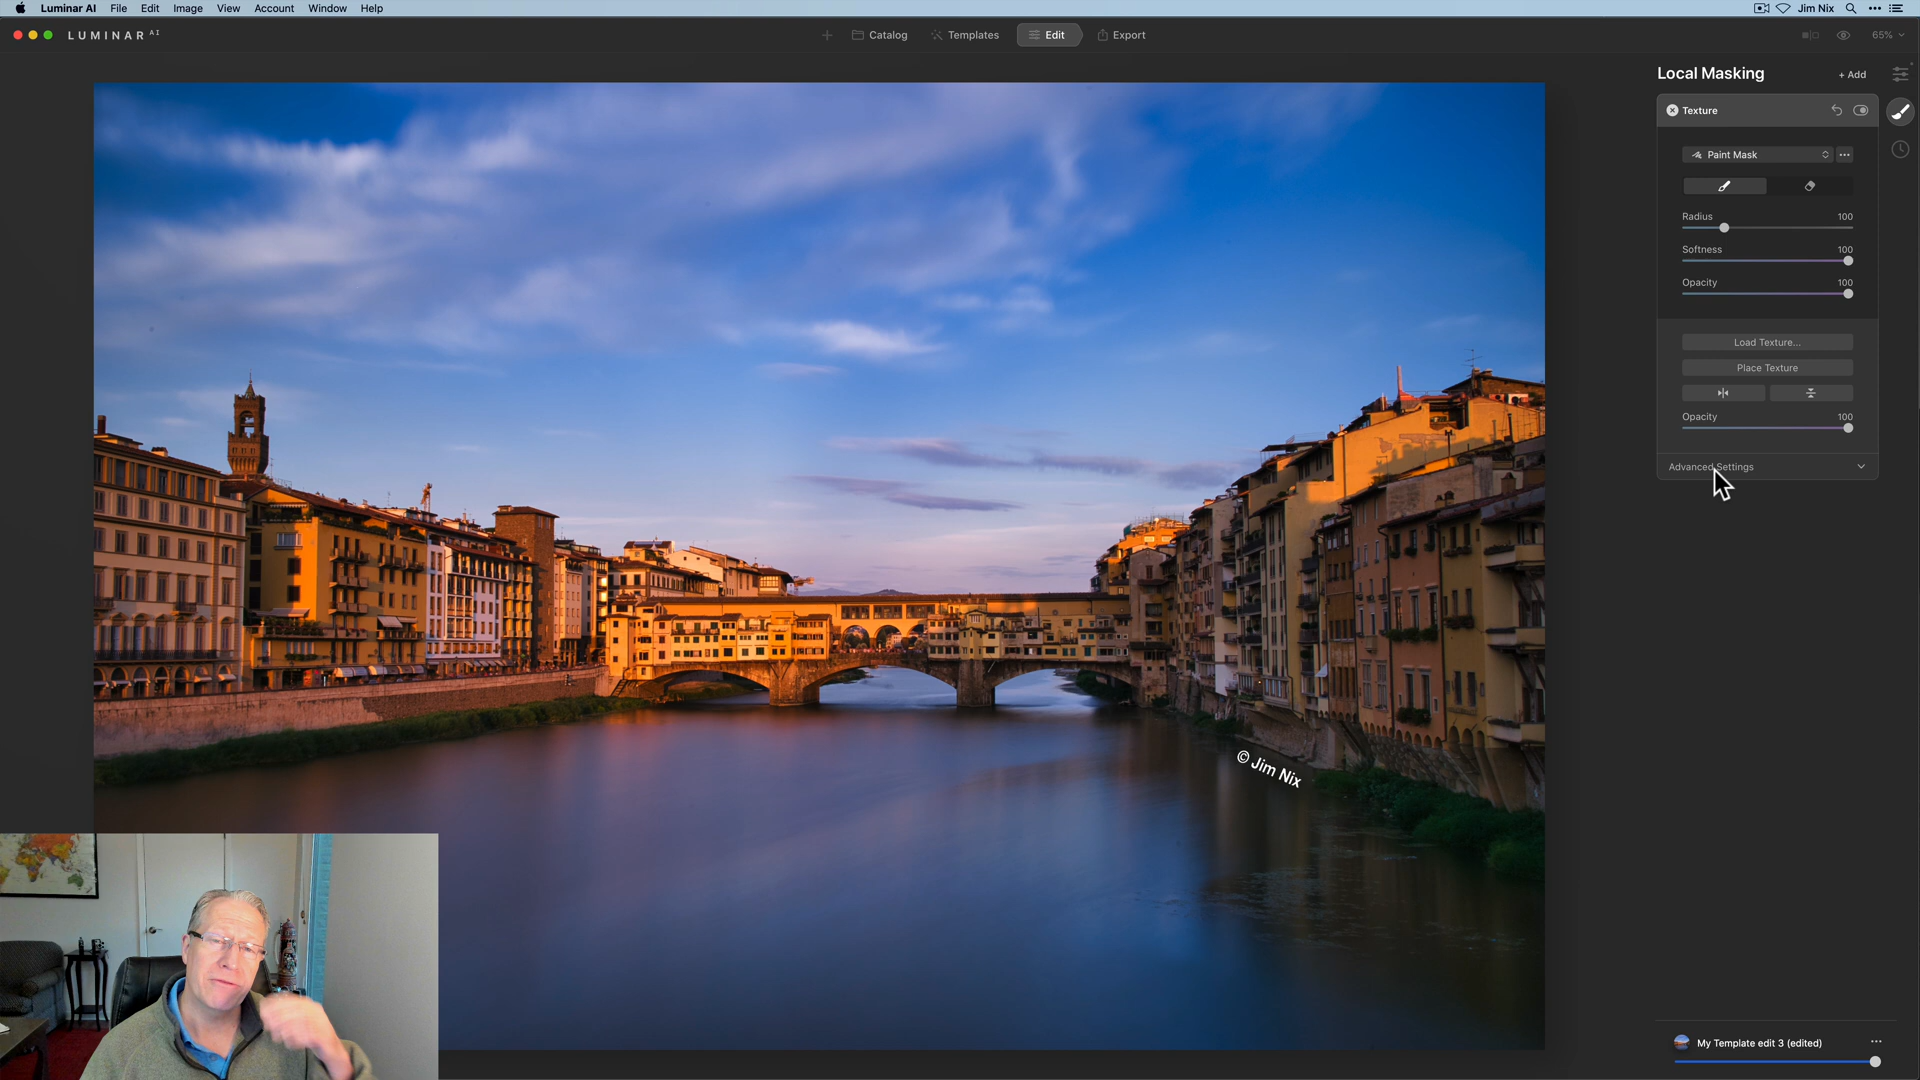 Luminar AI File Edit Image View Account Window Help Jim Nix
LUMINAR AI Catalog Templates Edit Export 65%
Local Masking + Add
Texture
Paint Mask
Radius 100
Softness 100
Opacity 100
Load Texture...
Place Texture
Opacity 100
Advanced Settings
© Jim Nix
My Template edit 3 (edited)